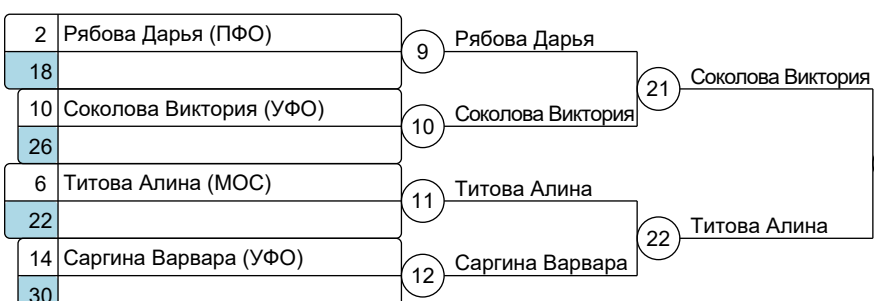 2 Рябова Дарья (ПФО)
18
9 Рябова Дарья
10 Соколова Виктория (УФО)
26
10 Соколова Виктория
21 Соколова Виктория
6 Титова Алина (МОС)
22
11 Титова Алина
14 Саргина Варвара (УФО)
30
12 Саргина Варвара
22 Титова Алина